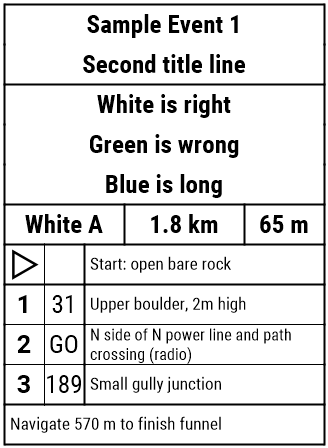 Sample Event 1
Second title line
White is right
Green is wrong
Blue is long
White A 1.8 km 65 m
Start: open bare rock
1 31 Upper boulder, 2m high
2 GO N side of N power line and path
crossing (radio)
3 189 Small gully junction
Navigate 570 m to finish funnel